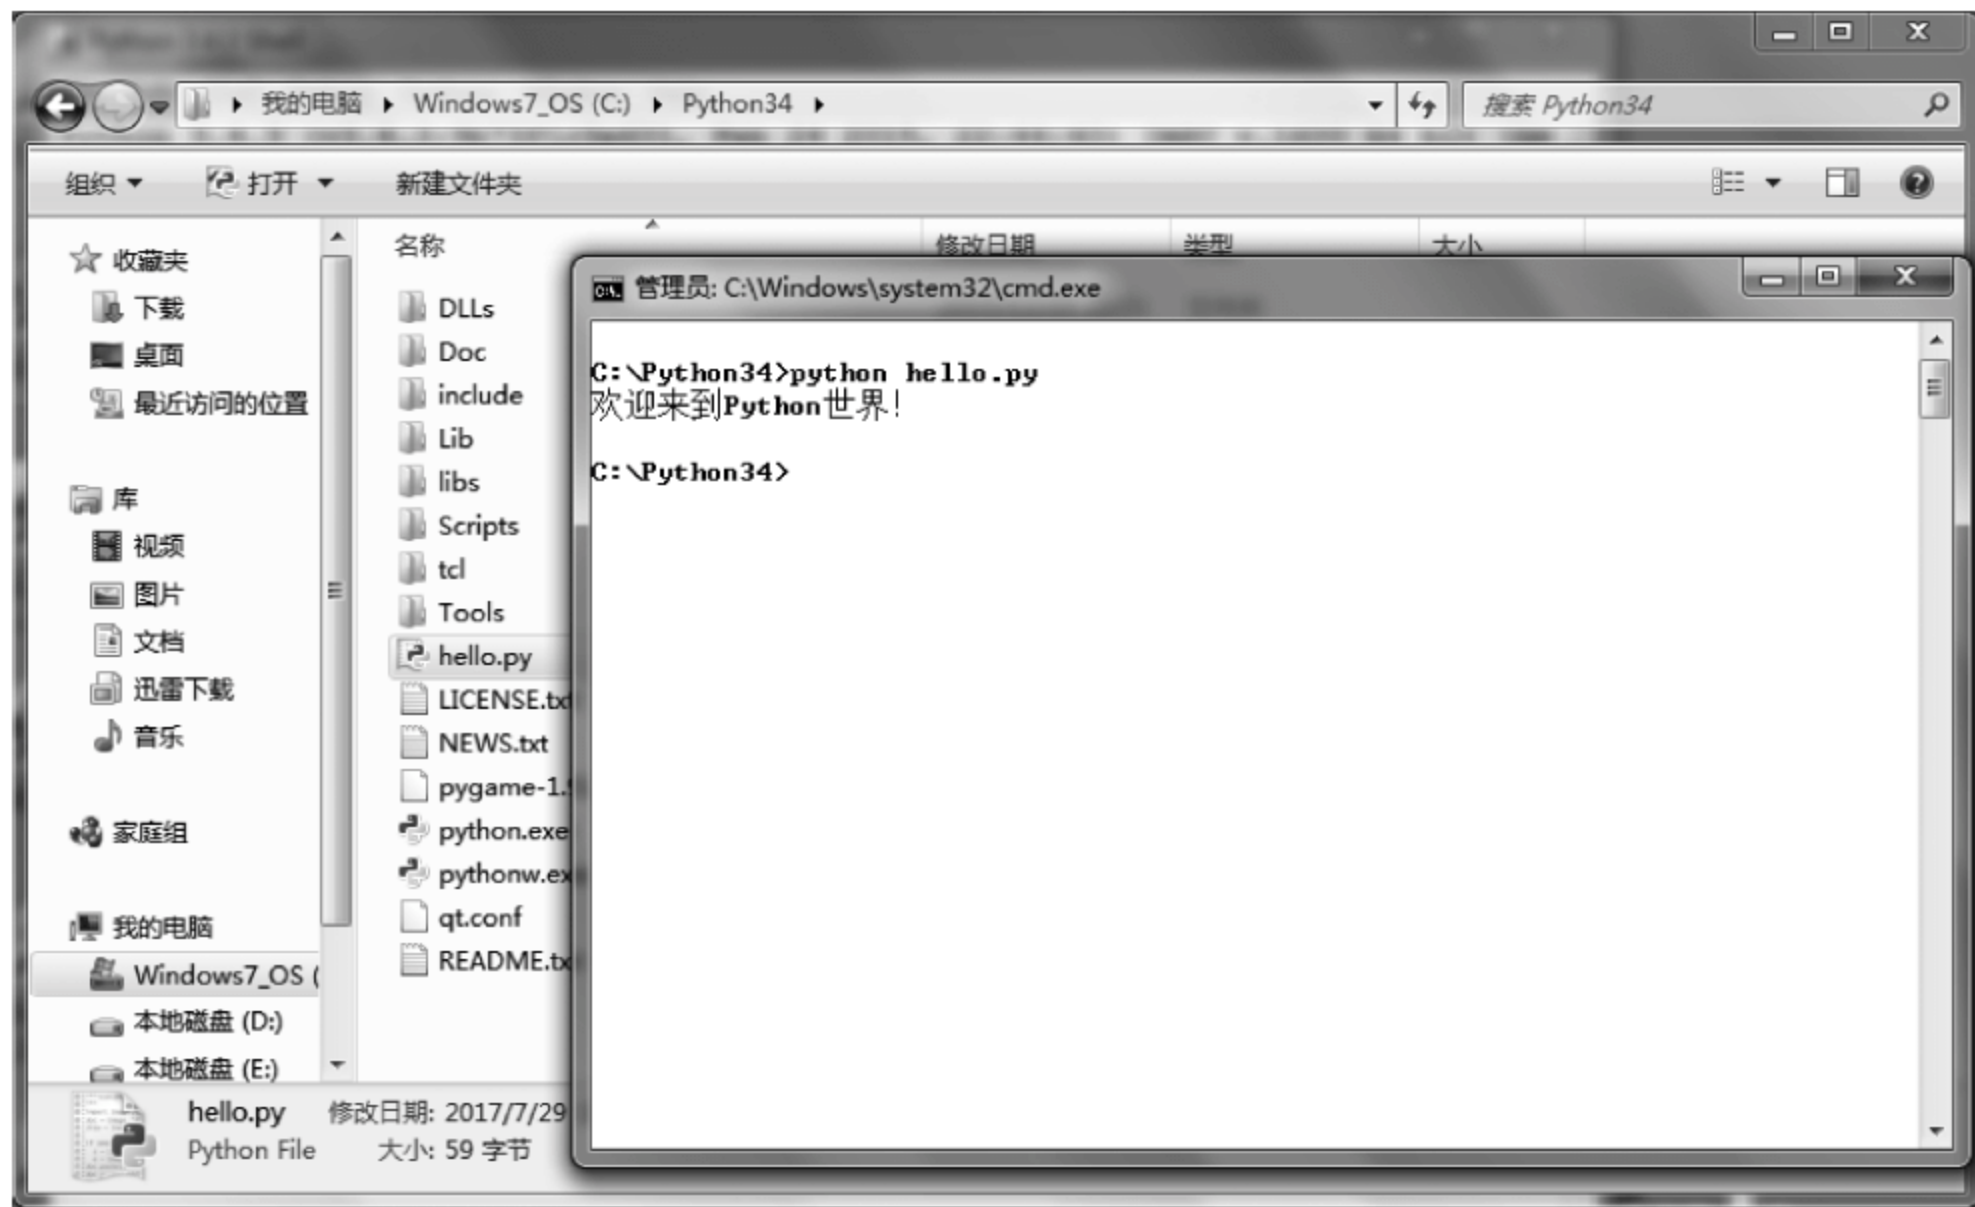 我的电脑 Windows7_OS (C:) Python34
搜索 Python34
组织 打开 新建文件夹
收藏夹
下载
桌面
最近访问的位置
库
视频
图片
文档
迅雷下载
音乐
家庭组
我的电脑
Windows7_OS (
本地磁盘 (D:)
本地磁盘 (E:)
名称 修改日期 类型 大小
DLLs
Doc
include
Lib
libs
Scripts
tcl
Tools
hello.py
LICENSE.txt
NEWS.txt
pygame-1.9
python.exe
pythonw.ex
qt.conf
README.tx
管理员: C:\Windows\system32\cmd.exe
C:\Python34>python hello.py
欢迎来到Python世界!
C:\Python34>
hello.py 修改日期: 2017/7/29
Python File 大小: 59 字节